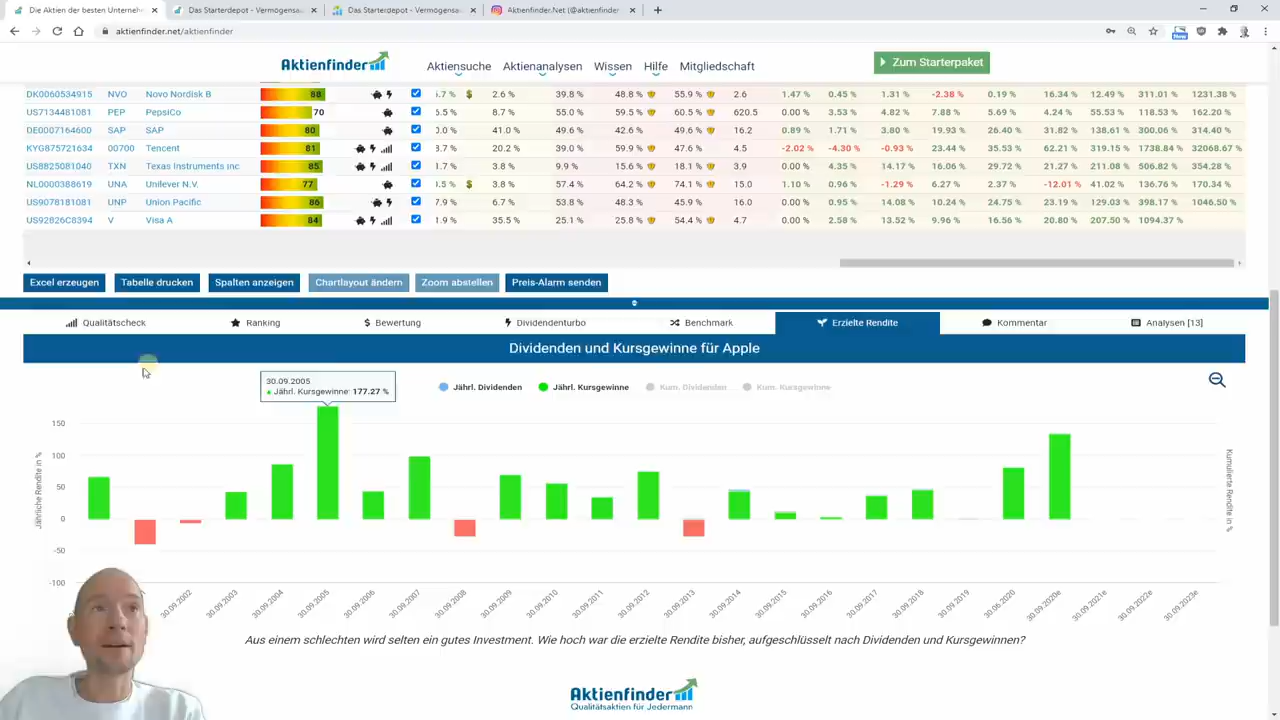 Die Aktien der besten Unterneh
Das Starterdepot - Vermögensau
Das Starterdepot - Vermögensa
Aktienfinder.Net (@aktienfinder
aktienfinder.net/aktienfinder
Aktienfinder
Aktiensuche Aktienanalysen Wissen Hilfe Mitgliedschaft
Zum Starterpaket
DK0060534915 NVO Novo Nordisk B 88 5.7 % $ 2.6 % 39.8 % 48.8 % 55.9 % 1.47 % 0.45 % 1.31 % -2.38 % 0.19 % 16.34 % 12.49 % 311.01 % 1231.38 %
US7134481081 PEP PepsiCo 70 5.5 % 8.7 % 55.0 % 59.5 % 60.5 % 620.5 0.72 % 3.53 % 4.82 % 7.88 % 5.69 % 4.24 % 55.53 % 118.53 % 162.20 %
DE0007164600 SAP SAP 80 0.0 % 41.0 % 49.6 % 42.6 % 49.6 % 16.2 0.89 % 1.71 % 3.80 % 19.93 % 26.40 % 31.82 % 138.61 % 300.06 % 314.40 %
KYG875721634 00700 Tencent 81 3.7 % 20.2 % 39.0 % 59.9 % 47.6 % 4.5 -2.02 % -4.30 % -0.93 % 23.44 % 35.53 % 62.21 % 319.15 % 1738.84 % 32068.67 %
US8825081040 TXN Texas Instruments Inc 85 1.7 % 3.8 % 9.9 % 15.6 % 18.1 % 3.9 0.00 % 4.35 % 14.17 % 16.06 % 29.72 % 21.27 % 211.08 % 506.82 % 354.28 %
NL0000388619 UNA Unilever N.V. 77 .5 % $ 3.8 % 57.4 % 64.2 % 74.1 % 15.0 1.10 % 0.96 % -1.29 % 6.27 % 2.37 % -12.01 % 41.02 % 136.76 % 170.34 %
US9078181081 UNP Union Pacific 86 7.9 % 6.7 % 53.8 % 48.3 % 45.9 % 16.0 0.00 % 0.95 % 14.08 % 10.24 % 24.75 % 23.19 % 129.03 % 398.17 % 1046.50 %
US92826C8394 V Visa A 84 1.9 % 35.5 % 25.1 % 25.8 % 54.4 % 4.7 0.00 % 2.58 % 13.52 % 9.96 % 16.56 % 20.80 % 207.50 % 1094.37 %
Excel erzeugen Tabelle drucken Spalten anzeigen Chartlayout ändern Zoom abstellen Preis-Alarm senden
Qualitätscheck Ranking Bewertung Dividendenturbo Benchmark Erzielte Rendite Kommentar Analysen [13]
Dividenden und Kursgewinne für Apple
30.09.2005
Jährl. Kursgewinne: 177.27 %
Jährl. Dividenden Jährl. Kursgewinne Kum. Dividenden Kum. Kursgewinne
Jährliche Rendite in %
150
100
50
0
-50
-100
Kumulierte Rendite in %
30.09.2002 30.09.2003 30.09.2004 30.09.2005 30.09.2006 30.09.2007 30.09.2008 30.09.2009 30.09.2010 30.09.2011 30.09.2012 30.09.2013 30.09.2014 30.09.2015 30.09.2016 30.09.2017 30.09.2018 30.09.2019 30.06.2020 30.09.2020e 30.09.2021e 30.09.2022e 30.09.2023e
Aus einem schlechten wird selten ein gutes Investment. Wie hoch war die erzielte Rendite bisher, aufgeschlüsselt nach Dividenden und Kursgewinnen?
Aktienfinder
Qualitätsaktien für Jedermann